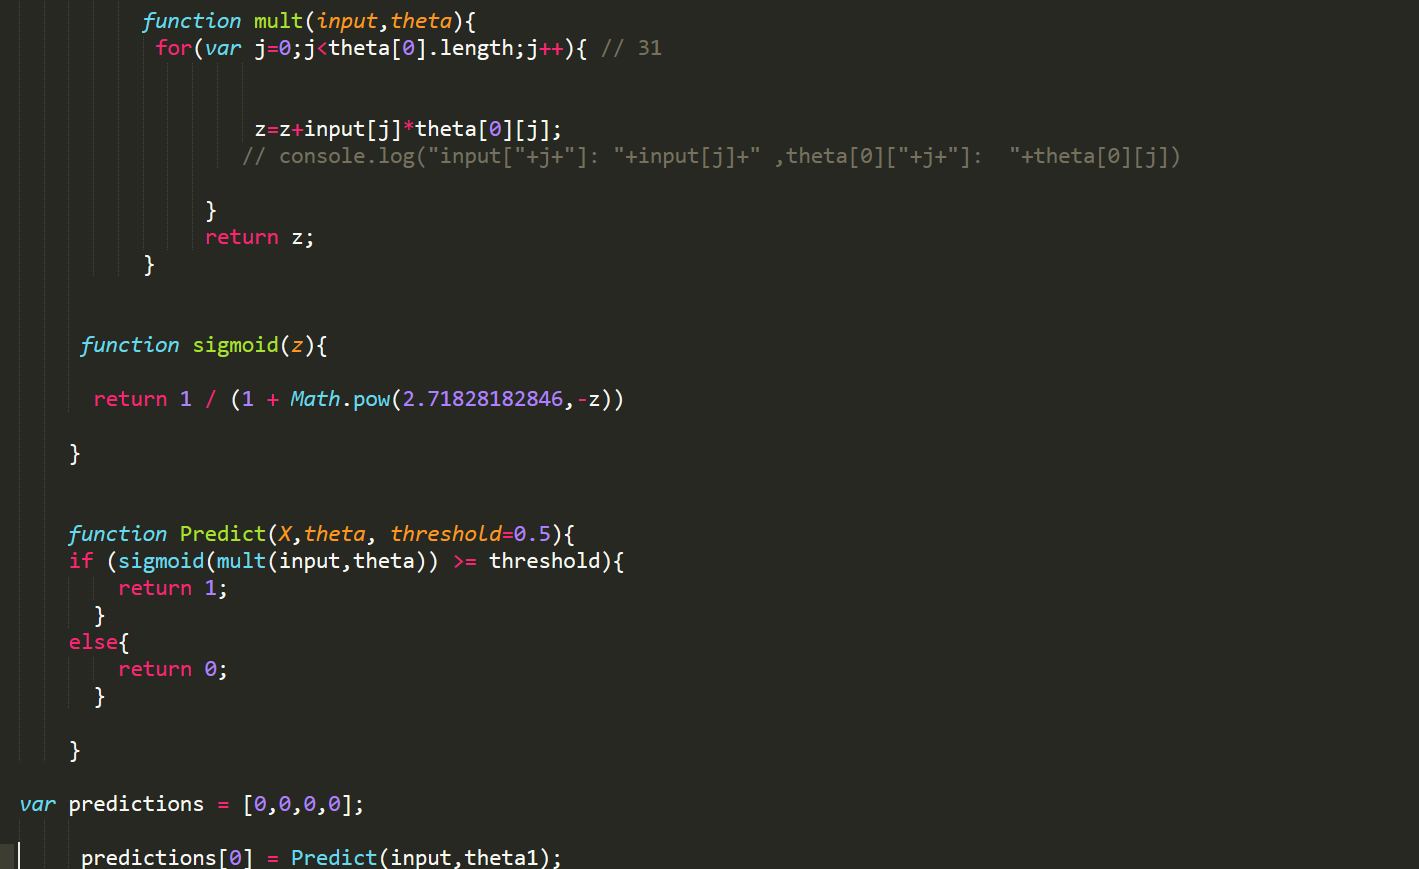 function mult(input,theta){
for(var j=0;j<theta[0].length;j++){ // 31
z=z+input[j]*theta[0][j];
// console.log("input["+j+"]: "+input[j]+" ,theta[0]["+j+"]:  "+theta[0][j])
}
return z;
}
function sigmoid(z){
return 1 / (1 + Math.pow(2.71828182846,-z))
}
function Predict(X,theta, threshold=0.5){
if (sigmoid(mult(input,theta)) >= threshold){
return 1;
}
else{
return 0;
}
}
var predictions = [0,0,0,0];
predictions[0] = Predict(input,theta1);